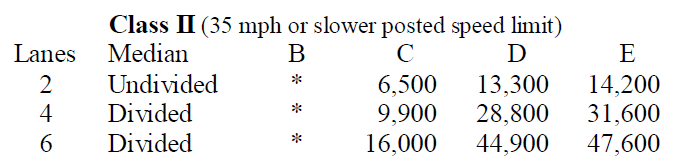 Class II (35 mph or slower posted speed limit)
Lanes Median B C D E
2 Undivided * 6,500 13,300 14,200
4 Divided * 9,900 28,800 31,600
6 Divided * 16,000 44,900 47,600